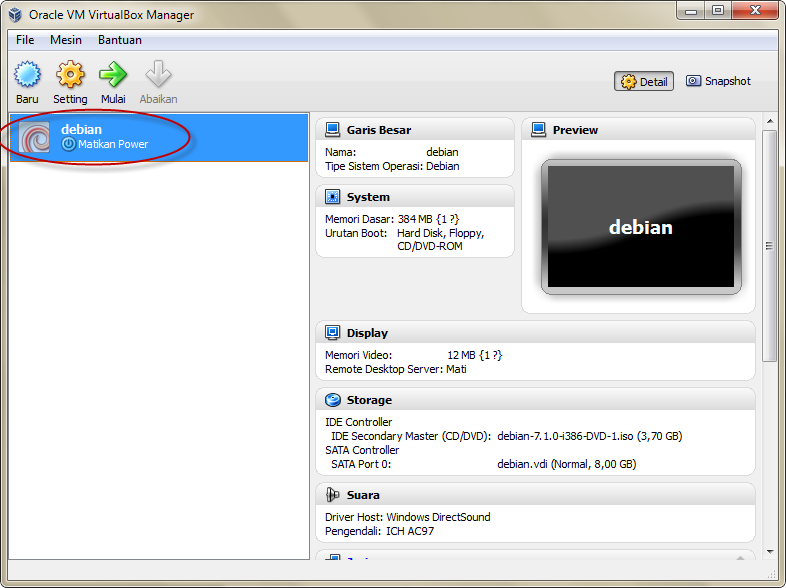 Oracle VM VirtualBox Manager
File Mesin Bantuan
Baru Setting Mulai Abaikan
Detail Snapshot
debian
Matikan Power
Garis Besar
Nama: debian
Tipe Sistem Operasi: Debian
System
Memori Dasar: 384 MB {1 ?}
Urutan Boot: Hard Disk, Floppy,
CD/DVD-ROM
Preview
debian
Display
Memori Video: 12 MB {1 ?}
Remote Desktop Server: Mati
Storage
IDE Controller
IDE Secondary Master (CD/DVD): debian-7.1.0-i386-DVD-1.iso (3,70 GB)
SATA Controller
SATA Port 0: debian.vdi (Normal, 8,00 GB)
Suara
Driver Host: Windows DirectSound
Pengendali: ICH AC97